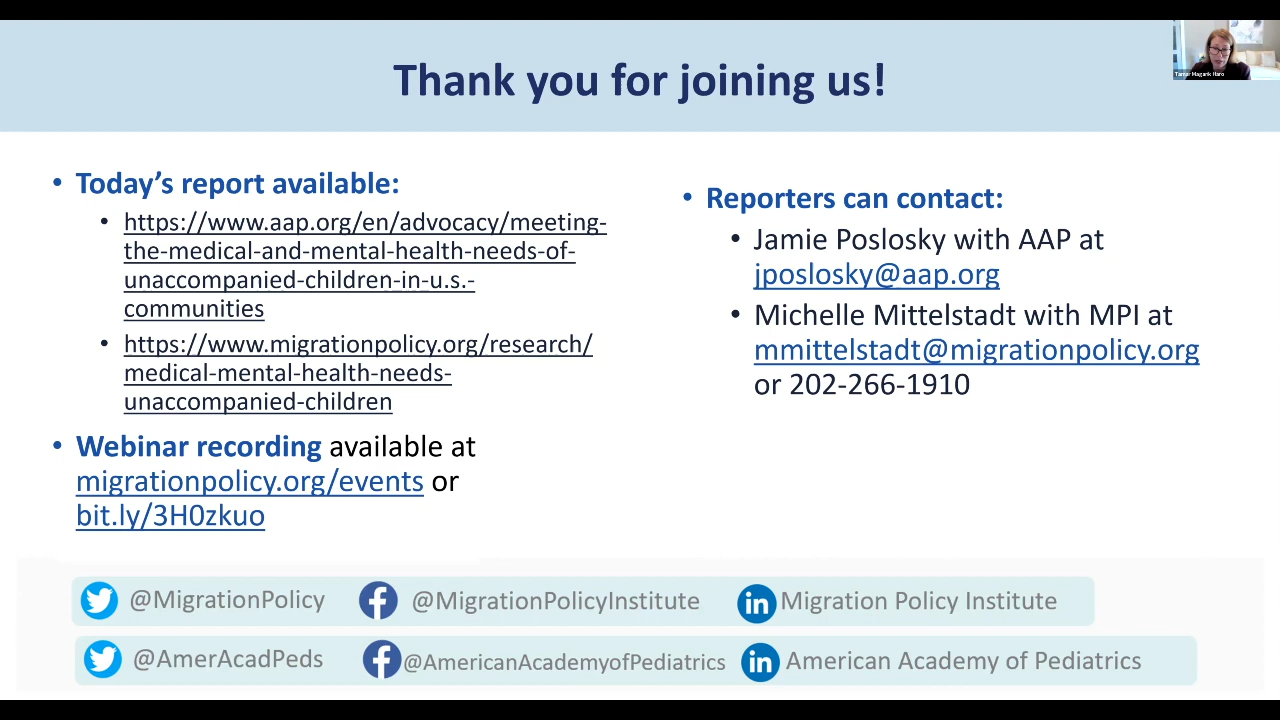 Thank you for joining us!
Tamar Magarik Haro
• Today’s report available:
• https://www.aap.org/en/advocacy/meeting-
the-medical-and-mental-health-needs-of-
unaccompanied-children-in-u.s.-
communities
• https://www.migrationpolicy.org/research/
medical-mental-health-needs-
unaccompanied-children
• Webinar recording available at
migrationpolicy.org/events or
bit.ly/3H0zkuo
• Reporters can contact:
• Jamie Poslosky with AAP at
jposlosky@aap.org
• Michelle Mittelstadt with MPI at
mmittelstadt@migrationpolicy.org
or 202-266-1910
@MigrationPolicy @MigrationPolicyInstitute Migration Policy Institute
@AmerAcadPeds @AmericanAcademyofPediatrics American Academy of Pediatrics